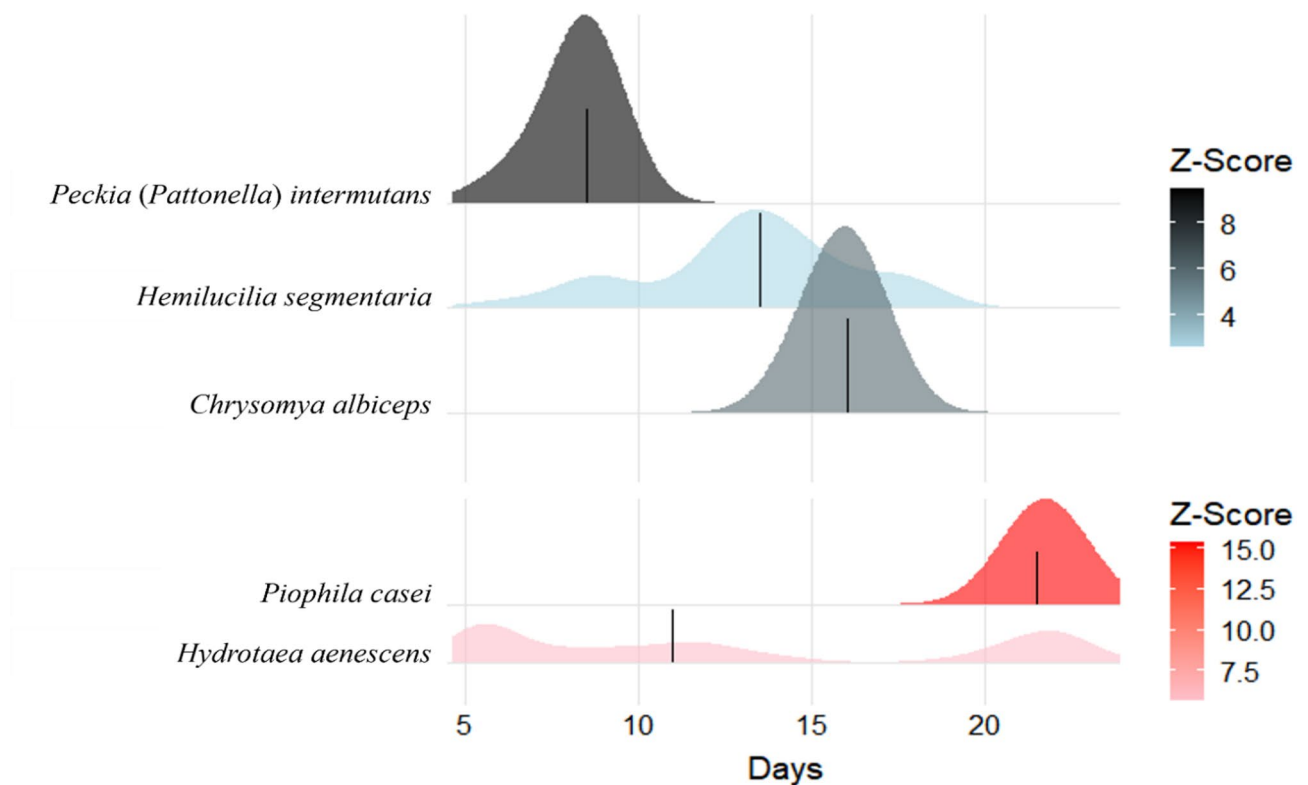 Z-Score
8
6
4
Peckia (Pattonella) intermutans
Hemilucilia segmentaria
Chrysomya albiceps
Z-Score
15.0
12.5
10.0
7.5
Piophila casei
Hydrotaea aenescens
5 10 15 20
Days